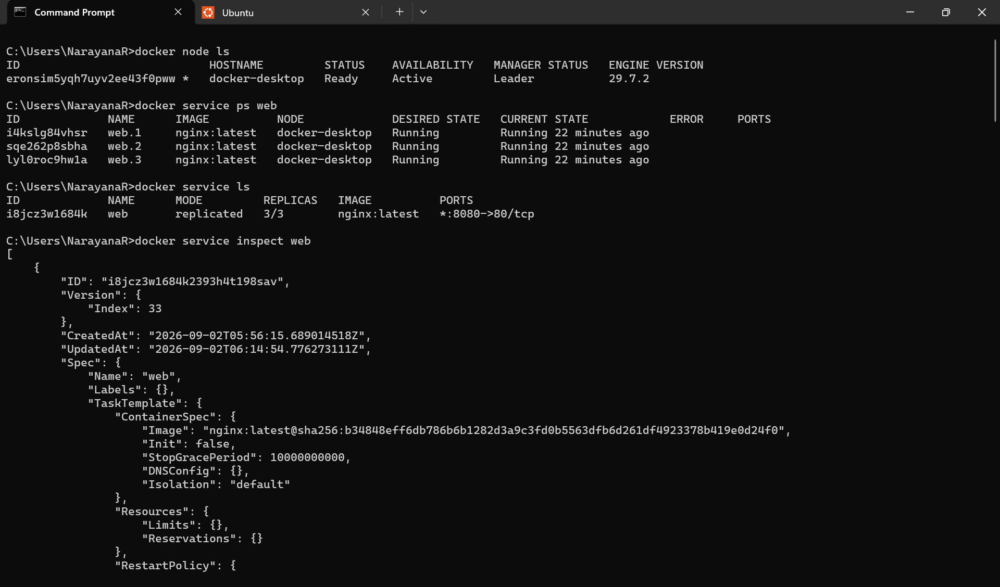 Command Prompt
Ubuntu
C:\Users\NarayanaR>docker node ls
ID                            HOSTNAME         STATUS    AVAILABILITY   MANAGER STATUS   ENGINE VERSION
eronsim5yqh7uyv2ee43f0pww *   docker-desktop   Ready     Active         Leader           29.7.2
C:\Users\NarayanaR>docker service ps web
ID             NAME      IMAGE          NODE             DESIRED STATE   CURRENT STATE            ERROR     PORTS
i4kslg84vhsr   web.1     nginx:latest   docker-desktop   Running         Running 22 minutes ago
sqe262p8sbha   web.2     nginx:latest   docker-desktop   Running         Running 22 minutes ago
lyl0roc9hw1a   web.3     nginx:latest   docker-desktop   Running         Running 22 minutes ago
C:\Users\NarayanaR>docker service ls
ID             NAME      MODE         REPLICAS   IMAGE          PORTS
i8jcz3w1684k   web       replicated   3/3        nginx:latest   *:8080->80/tcp
C:\Users\NarayanaR>docker service inspect web
[
    {
        "ID": "i8jcz3w1684k2393h4t198sav",
        "Version": {
            "Index": 33
        },
        "CreatedAt": "2026-09-02T05:56:15.689014518Z",
        "UpdatedAt": "2026-09-02T06:14:54.776273111Z",
        "Spec": {
            "Name": "web",
            "Labels": {},
            "TaskTemplate": {
                "ContainerSpec": {
                    "Image": "nginx:latest@sha256:b34848eff6db786b6b1282d3a9c3fd0b5563dfb6d261df4923378b419e0d24f0",
                    "Init": false,
                    "StopGracePeriod": 10000000000,
                    "DNSConfig": {},
                    "Isolation": "default"
                },
                "Resources": {
                    "Limits": {},
                    "Reservations": {}
                },
                "RestartPolicy": {